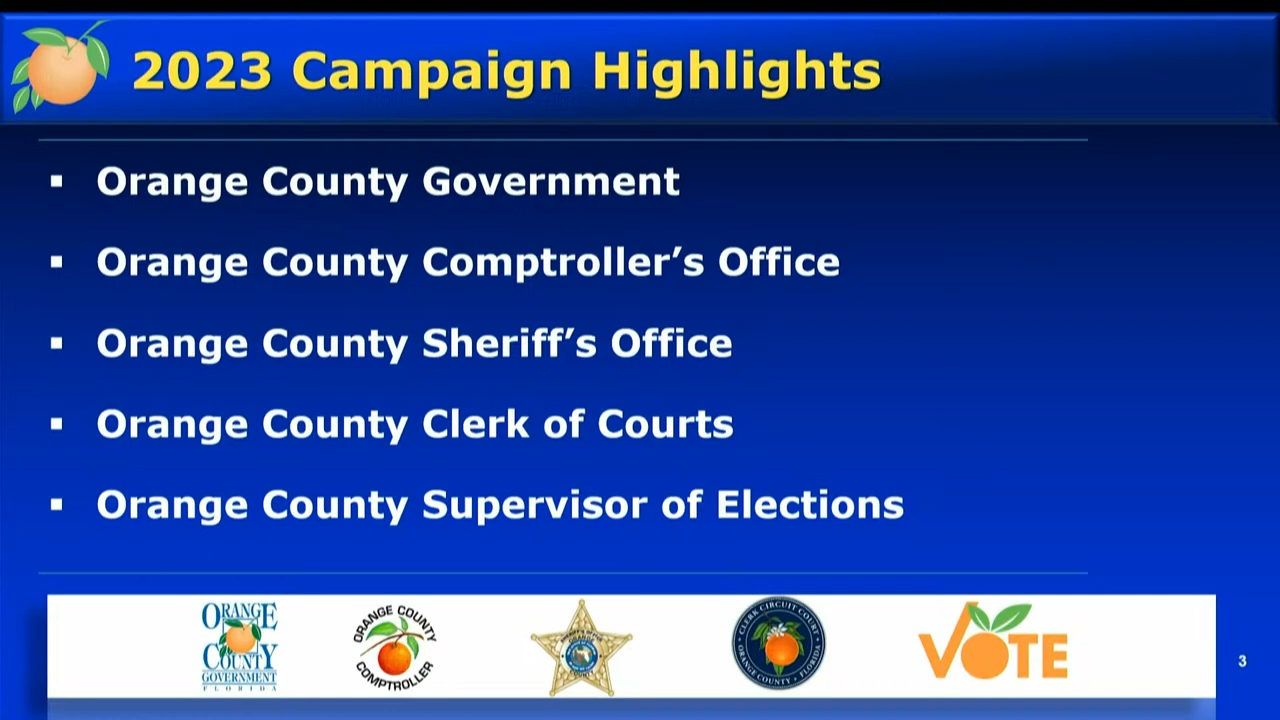 2023 Campaign Highlights
▪ Orange County Government
▪ Orange County Comptroller’s Office
▪ Orange County Sheriff’s Office
▪ Orange County Clerk of Courts
▪ Orange County Supervisor of Elections
ORANGE
COUNTY
GOVERNMENT
FLORIDA
ORANGE COUNTY
COMPTROLLER
CLERK CIRCUIT COURT
ORANGE COUNTY FLORIDA
VOTE
3